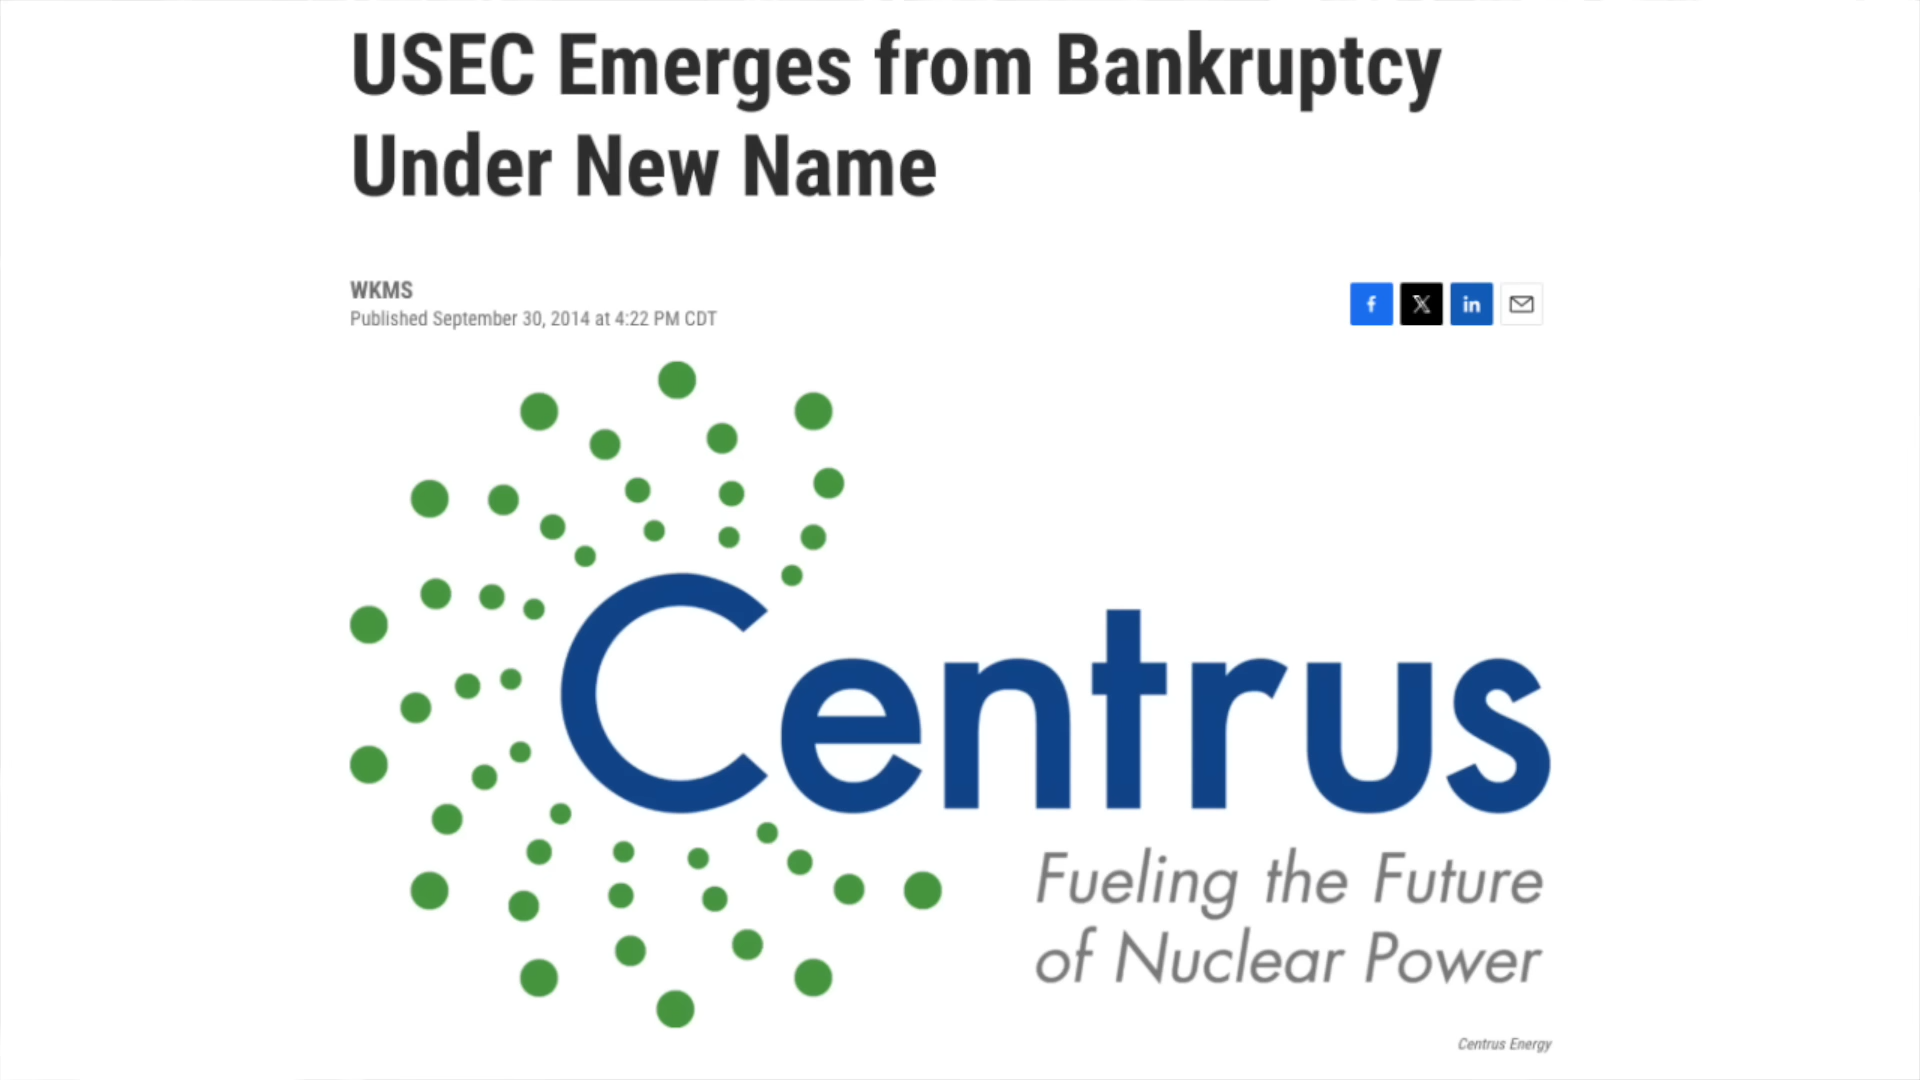 USEC Emerges from Bankruptcy
Under New Name
WKMS
Published September 30, 2014 at 4:22 PM CDT
f X in
Centrus
Fueling the Future
of Nuclear Power
Centrus Energy